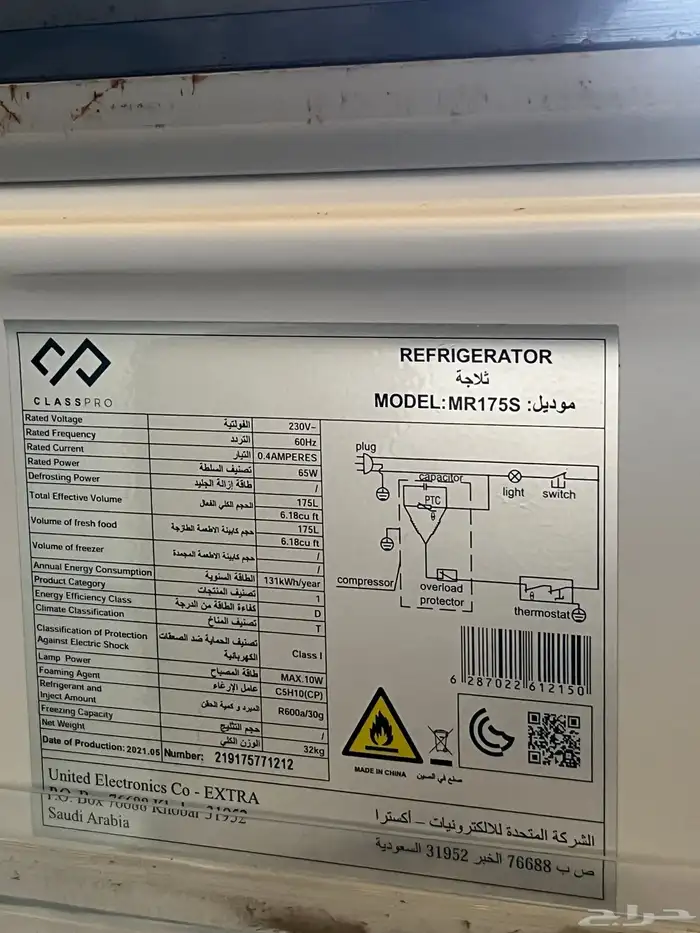 CLASSPRO
REFRIGERATOR
ثلاجة
MODEL:MR175S :موديل
Rated Voltage الفولتية 230V~
Rated Frequency التردد 60Hz
Rated Current التيار 0.4AMPERES
Rated Power تصنيف السلطة 65W
Defrosting Power طاقة إزالة الجليد /
Total Effective Volume الحجم الكلي الفعال 175L
6.18cu ft
Volume of fresh food حجم كابينة الاطعمة الطازجة 175L
6.18cu ft
Volume of freezer حجم كابينة الاطعمة المجمدة /
/
Annual Energy Consumption الطاقة السنوية 131kWh/year
Product Category تصنيف المنتجات 1
Energy Efficiency Class كفاءة الطاقة من الدرجة D
Climate Classification تصنيف المناخ T
Classification of Protection
Against Electric Shock تصنيف الحماية ضد الصعقات
الكهربائية Class I
Lamp Power طاقة المصباح MAX.10W
Foaming Agent عامل الإرغاء C5H10(CP)
Refrigerant and
Inject Amount المبرد و كمية الحقن R600a/30g
Freezing Capacity حجم التثليج /
Net Weight الوزن الكلي 32kg
Date of Production: 2021.05 Number: 219175771212
plug
capacitor
PTC
θ
light
switch
compressor
overload
protector
thermostat
6 287022 612150
MADE IN CHINA صنع في الصين
United Electronics Co - EXTRA
P.O. Box 76688 Khobar 31952
Saudi Arabia
الشركة المتحدة للالكترونيات – أكسترا
ص ب 76688 الخبر 31952 السعودية
حراج